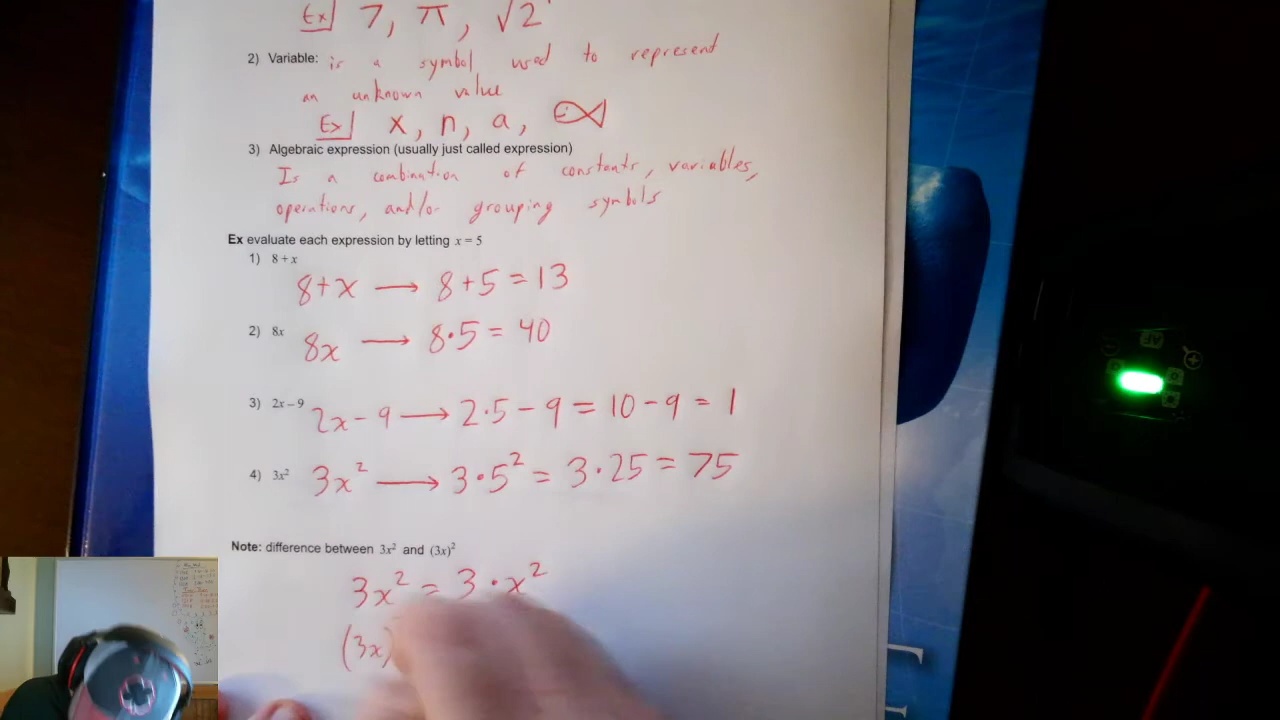 Ex 7, π, √2
2) Variable: is a symbol used to represent
an unknown value
Ex x, n, a,
3) Algebraic expression (usually just called expression)
Is a combination of constants, variables,
operations, and/or grouping symbols
Ex evaluate each expression by letting x = 5
1) 8 + x
8+x → 8+5 = 13
2) 8x
8x → 8·5 = 40
3) 2x – 9
2x – 9 → 2·5 – 9 = 10 – 9 = 1
4) 3x²
3x² → 3·5² = 3·25 = 75
Note: difference between 3x² and (3x)²
3x² = 3·x²
(3x)
AF